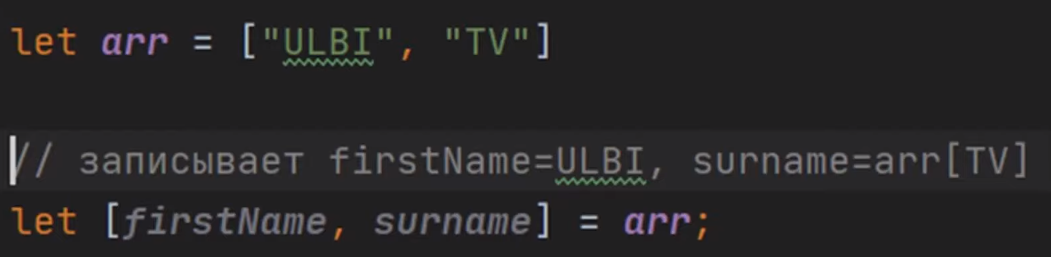 let arr = ["ULBI", "TV"]
// записывает firstName=ULBI, surname=arr[TV]
let [firstName, surname] = arr;